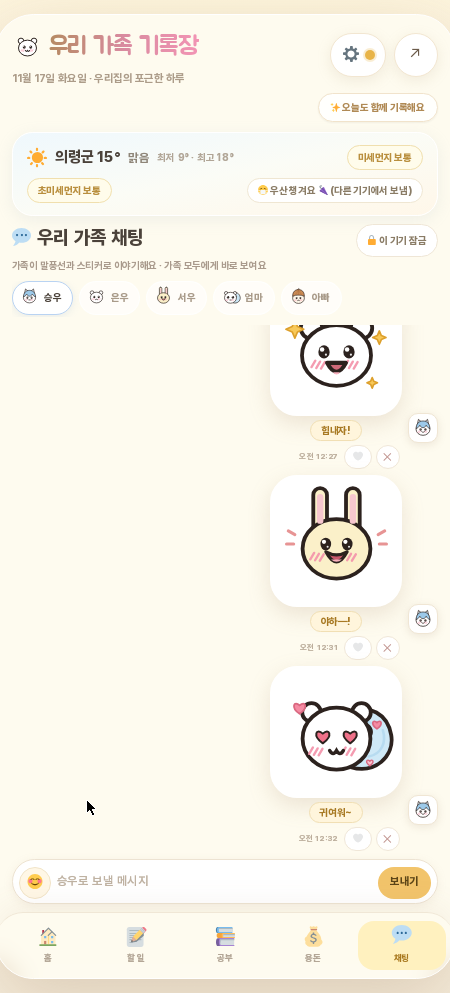 우리 가족 기록장
11월 17일 화요일 · 우리집의 포근한 하루
✨오늘도 함께 기록해요
의령군 15° 맑음 최저 9° · 최고 18°
미세먼지 보통
초미세먼지 보통
우산챙겨요 (다른 기기에서 보냄)
우리 가족 채팅
이 기기 잠금
가족이 말풍선과 스티커로 이야기해요 · 가족 모두에게 바로 보여요
승우
은우
서우
엄마
아빠
힘내자!
오전 12:27
야하~~!
오전 12:31
귀여워~
오전 12:32
승우로 보낼 메시지
보내기
홈
할 일
공부
용돈
채팅